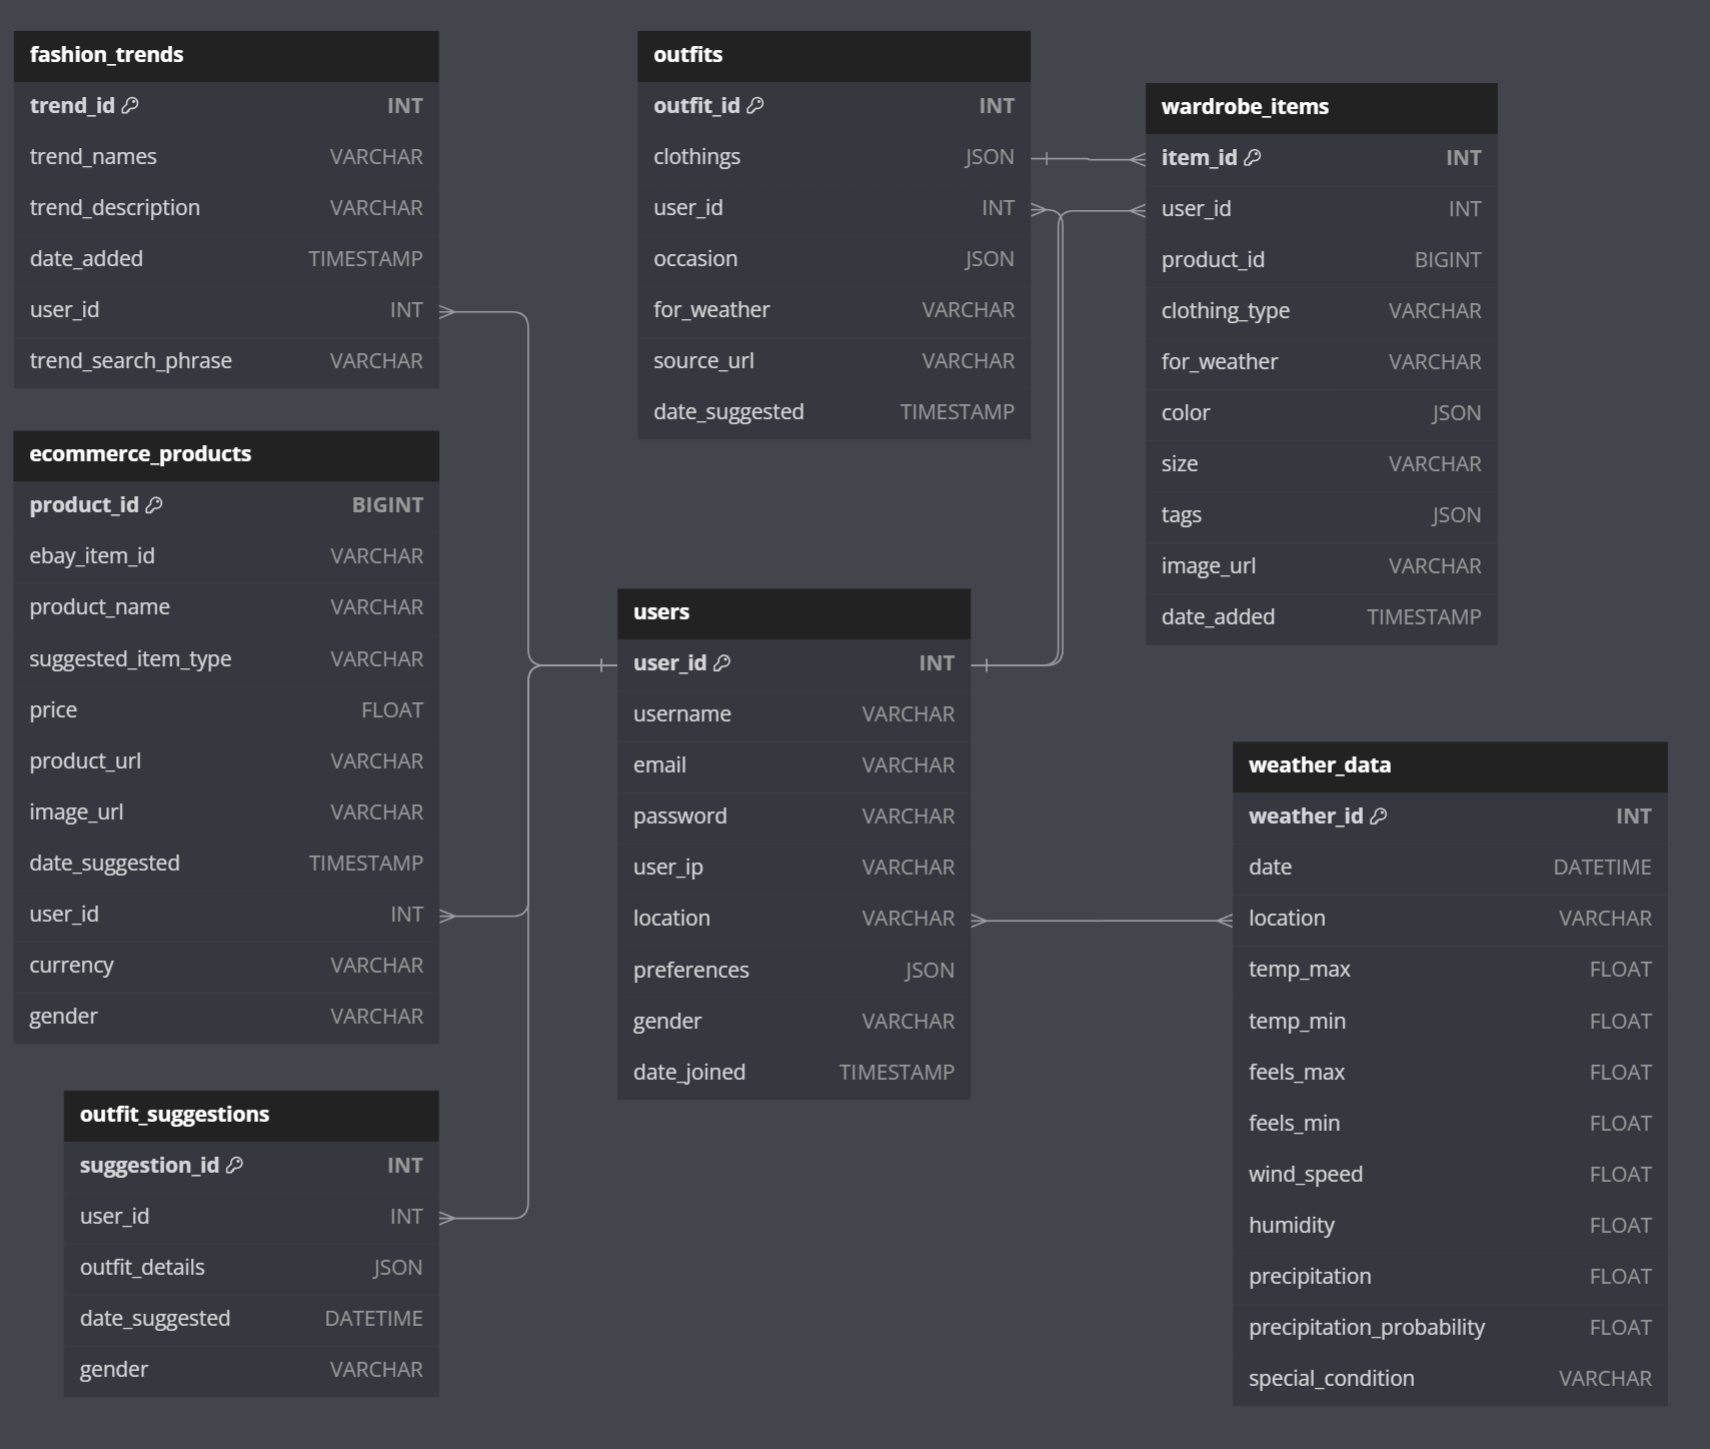 fashion_trends
trend_id INT
trend_names VARCHAR
trend_description VARCHAR
date_added TIMESTAMP
user_id INT
trend_search_phrase VARCHAR
ecommerce_products
product_id BIGINT
ebay_item_id VARCHAR
product_name VARCHAR
suggested_item_type VARCHAR
price FLOAT
product_url VARCHAR
image_url VARCHAR
date_suggested TIMESTAMP
user_id INT
currency VARCHAR
gender VARCHAR
outfit_suggestions
suggestion_id INT
user_id INT
outfit_details JSON
date_suggested DATETIME
gender VARCHAR
outfits
outfit_id INT
clothings JSON
user_id INT
occasion JSON
for_weather VARCHAR
source_url VARCHAR
date_suggested TIMESTAMP
users
user_id INT
username VARCHAR
email VARCHAR
password VARCHAR
user_ip VARCHAR
location VARCHAR
preferences JSON
gender VARCHAR
date_joined TIMESTAMP
wardrobe_items
item_id INT
user_id INT
product_id BIGINT
clothing_type VARCHAR
for_weather VARCHAR
color JSON
size VARCHAR
tags JSON
image_url VARCHAR
date_added TIMESTAMP
weather_data
weather_id INT
date DATETIME
location VARCHAR
temp_max FLOAT
temp_min FLOAT
feels_max FLOAT
feels_min FLOAT
wind_speed FLOAT
humidity FLOAT
precipitation FLOAT
precipitation_probability FLOAT
special_condition VARCHAR